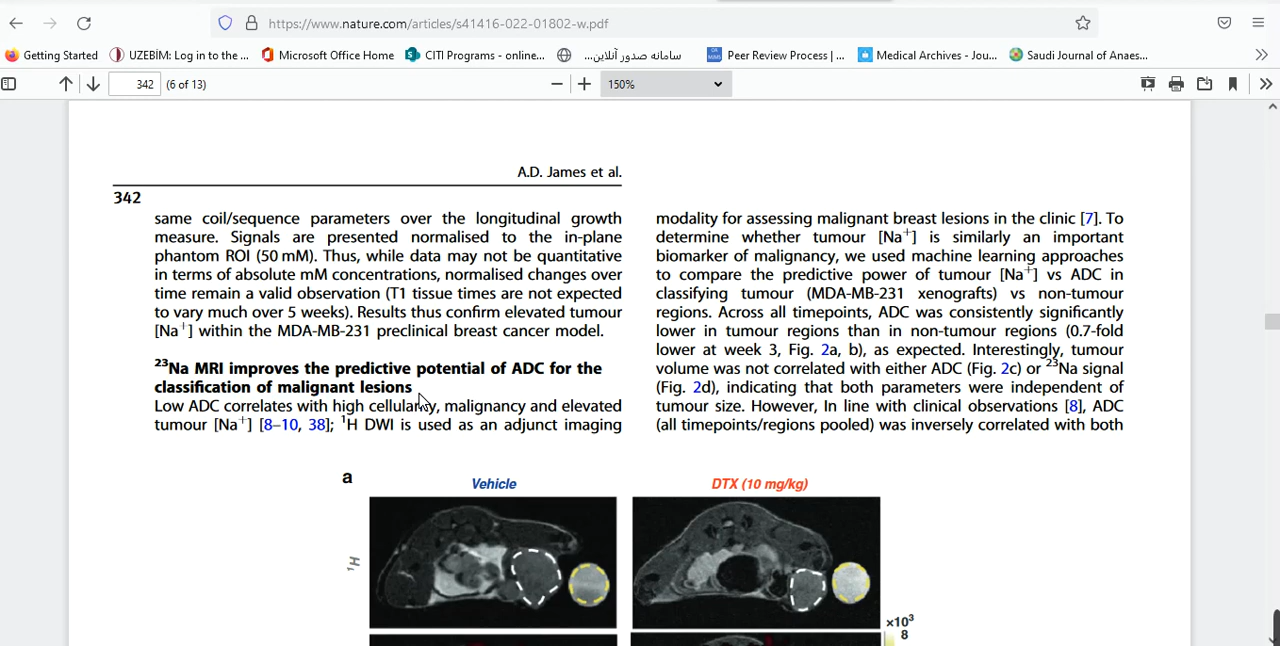 https://www.nature.com/articles/s41416-022-01802-w.pdf
Getting Started
UZEBİM: Log in to the ...
Microsoft Office Home
CITI Programs - online...
سامانه صدور آنلاین...
Peer Review Process | ...
Medical Archives - Jou...
Saudi Journal of Anaes...
342
(6 of 13)
150%
A.D. James et al.
342
same coil/sequence parameters over the longitudinal growth
measure. Signals are presented normalised to the in-plane
phantom ROI (50 mM). Thus, while data may not be quantitative
in terms of absolute mM concentrations, normalised changes over
time remain a valid observation (T1 tissue times are not expected
to vary much over 5 weeks). Results thus confirm elevated tumour
[Na⁺] within the MDA-MB-231 preclinical breast cancer model.
²³Na MRI improves the predictive potential of ADC for the
classification of malignant lesions
Low ADC correlates with high cellularity, malignancy and elevated
tumour [Na⁺] [8–10, 38]; ¹H DWI is used as an adjunct imaging
modality for assessing malignant breast lesions in the clinic [7]. To
determine whether tumour [Na⁺] is similarly an important
biomarker of malignancy, we used machine learning approaches
to compare the predictive power of tumour [Na⁺] vs ADC in
classifying tumour (MDA-MB-231 xenografts) vs non-tumour
regions. Across all timepoints, ADC was consistently significantly
lower in tumour regions than in non-tumour regions (0.7-fold
lower at week 3, Fig. 2a, b), as expected. Interestingly, tumour
volume was not correlated with either ADC (Fig. 2c) or ²³Na signal
(Fig. 2d), indicating that both parameters were independent of
tumour size. However, In line with clinical observations [8], ADC
(all timepoints/regions pooled) was inversely correlated with both
a
Vehicle
DTX (10 mg/kg)
¹H
×10³
8